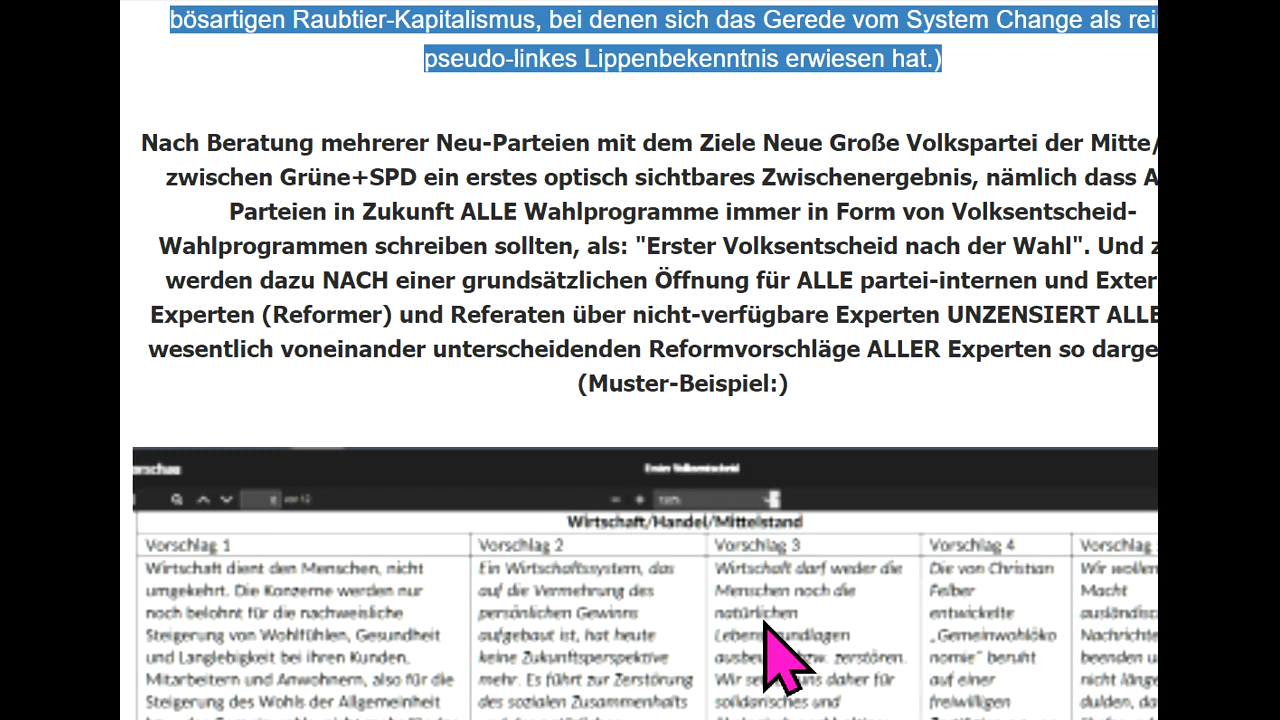 bösartigen Raubtier-Kapitalismus, bei denen sich das Gerede vom System Change als rei
pseudo-linkes Lippenbekenntnis erwiesen hat.)
Nach Beratung mehrerer Neu-Parteien mit dem Ziele Neue Große Volkspartei der Mitte/
zwischen Grüne+SPD ein erstes optisch sichtbares Zwischenergebnis, nämlich dass A
Parteien in Zukunft ALLE Wahlprogramme immer in Form von Volksentscheid-
Wahlprogrammen schreiben sollten, als: "Erster Volksentscheid nach der Wahl". Und z
werden dazu NACH einer grundsätzlichen Öffnung für ALLE partei-internen und Exter
Experten (Reformer) und Referaten über nicht-verfügbare Experten UNZENSIERT ALLE
wesentlich voneinander unterscheidenden Reformvorschläge ALLER Experten so darge
(Muster-Beispiel:)
Erster Volksentscheid
Wirtschaft/Handel/Mittelstand
Vorschlag 1
Wirtschaft dient den Menschen, nicht
umgekehrt. Die Konzerne werden nur
noch belohnt für die nachweisliche
Steigerung von Wohlfühlen, Gesundheit
und Langlebigkeit bei ihren Kunden,
Mitarbeitern und Anwohnern, also für die
Steigerung des Wohls der Allgemeinheit
Vorschlag 2
Ein Wirtschaftssystem, das
auf die Vermehrung des
persönlichen Gewinns
aufgebaut ist, hat heute
keine Zukunftsperspektive
mehr. Es führt zur Zerstörung
des sozialen Zusammenhalts
Vorschlag 3
Wirtschaft darf weder die
Menschen noch die
natürlichen
zerstören.
für
solidarisches und
Vorschlag 4
Die von Christian
Felber
entwickelte
„Gemeinwohlöko
nomie" beruht
auf einer
freiwilligen
Vorschlag
Wir wollen
Macht
ausländisc
Nachrichte
beenden u
nicht länge
dulden, da